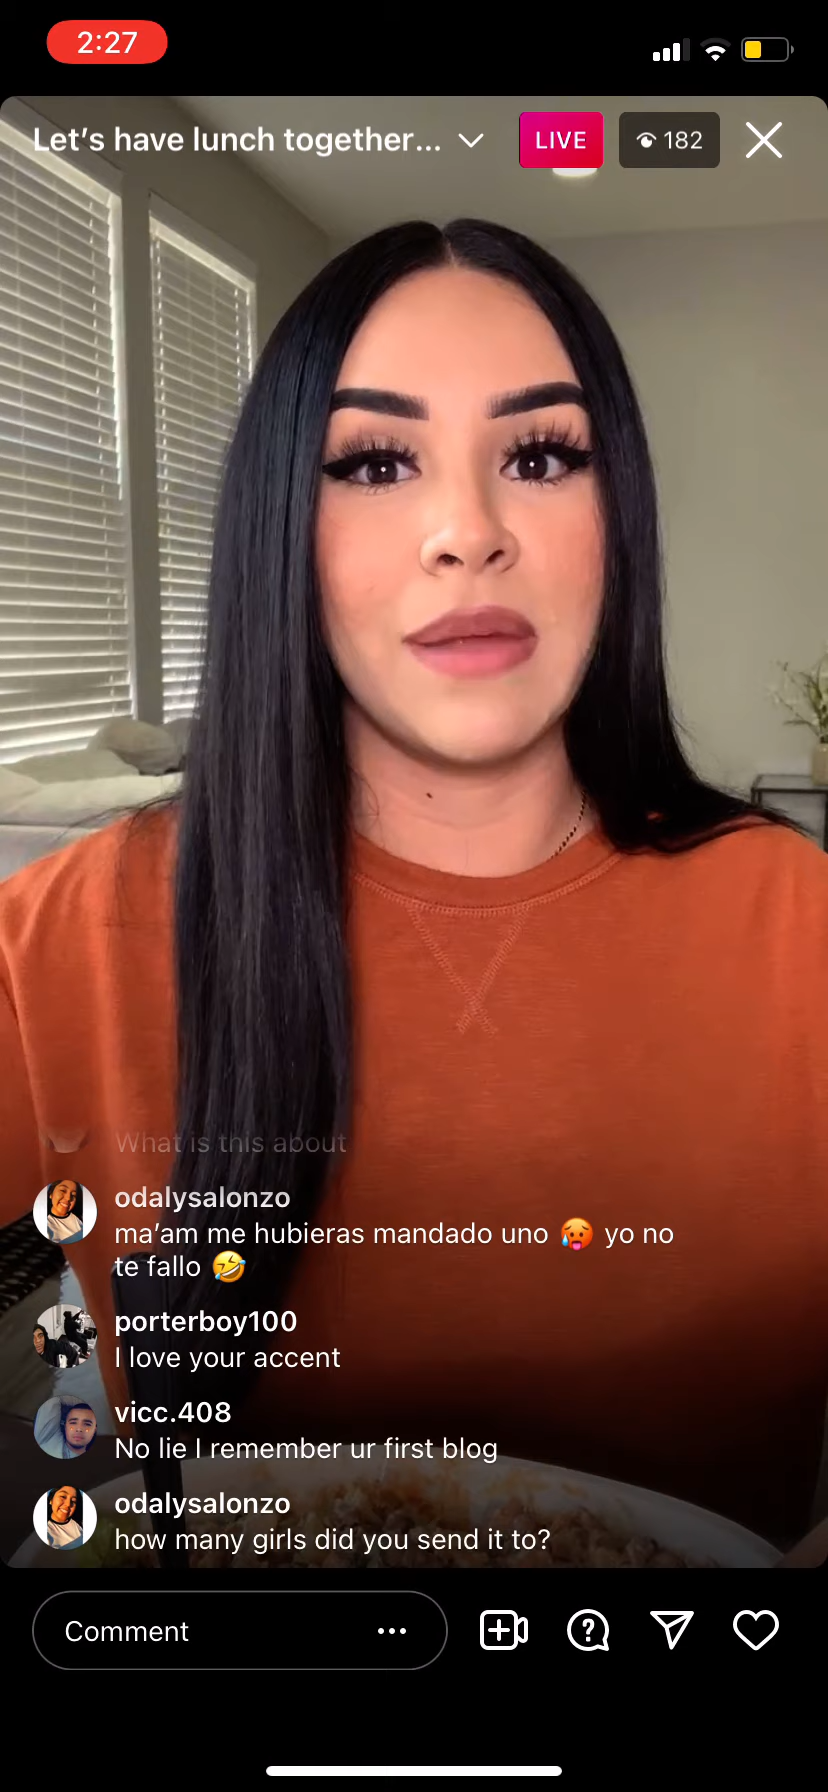 2:27
Let's have lunch together...
LIVE
182
What is this about
odalysalonzo
ma'am me hubieras mandado uno 🥵 yo no
te fallo 🤣
porterboy100
I love your accent
vicc.408
No lie I remember ur first blog
odalysalonzo
how many girls did you send it to?
Comment